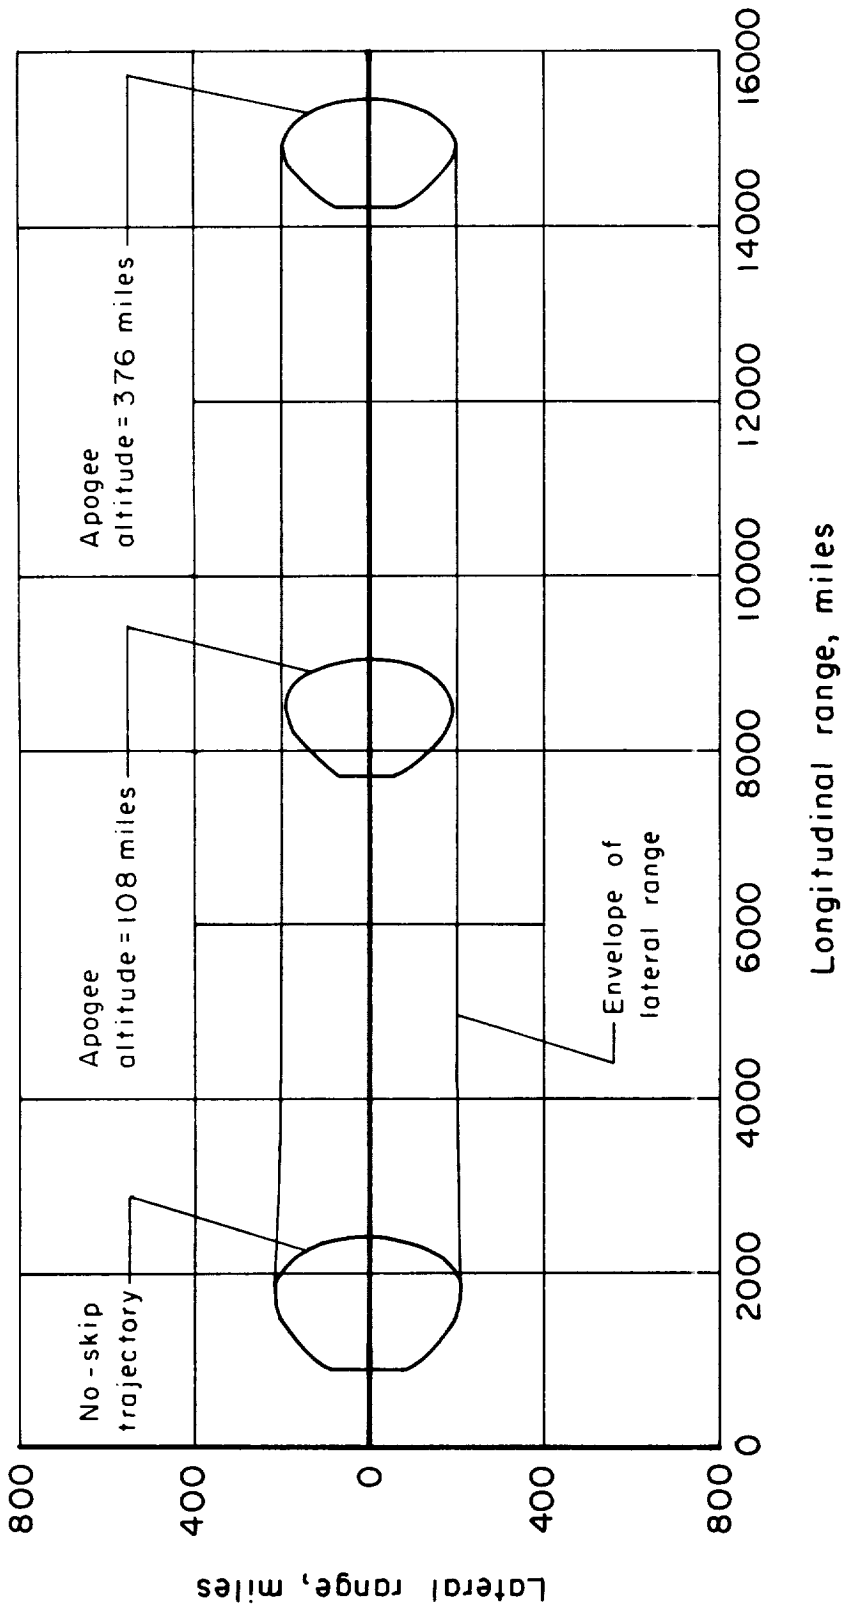 No-skip
trajectory
Apogee
altitude = 108 miles
Apogee
altitude = 376 miles
Envelope of
lateral range
800
400
0
400
800
Lateral range, miles
0
2000
4000
6000
8000
10000
12000
14000
16000
Longitudinal range, miles